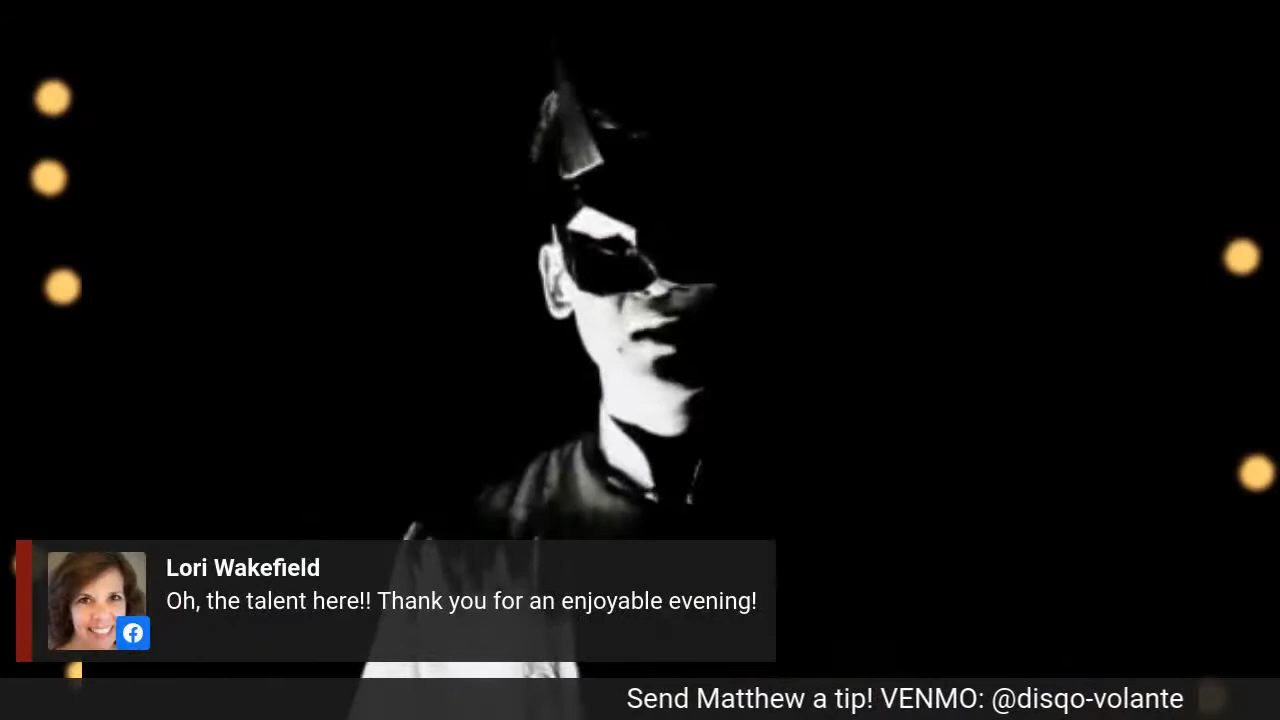 Lori Wakefield
Oh, the talent here!! Thank you for an enjoyable evening!
Send Matthew a tip! VENMO: @disqo-volante